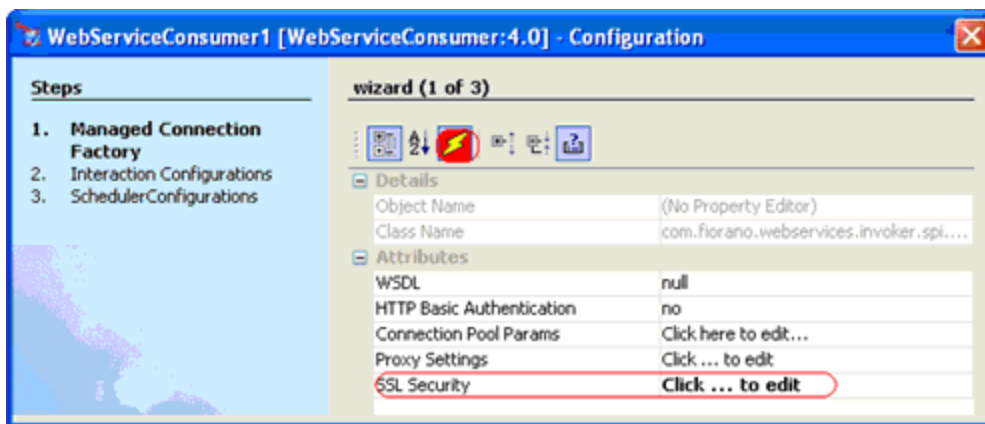 WebServiceConsumer1 [WebServiceConsumer:4.0] - Configuration
Steps
1. Managed Connection
Factory
2. Interaction Configurations
3. SchedulerConfigurations
wizard (1 of 3)
Details
Object Name (No Property Editor)
Class Name com.fiorano.webservices.invoker.spi....
Attributes
WSDL null
HTTP Basic Authentication no
Connection Pool Params Click here to edit...
Proxy Settings Click ... to edit
SSL Security Click ... to edit